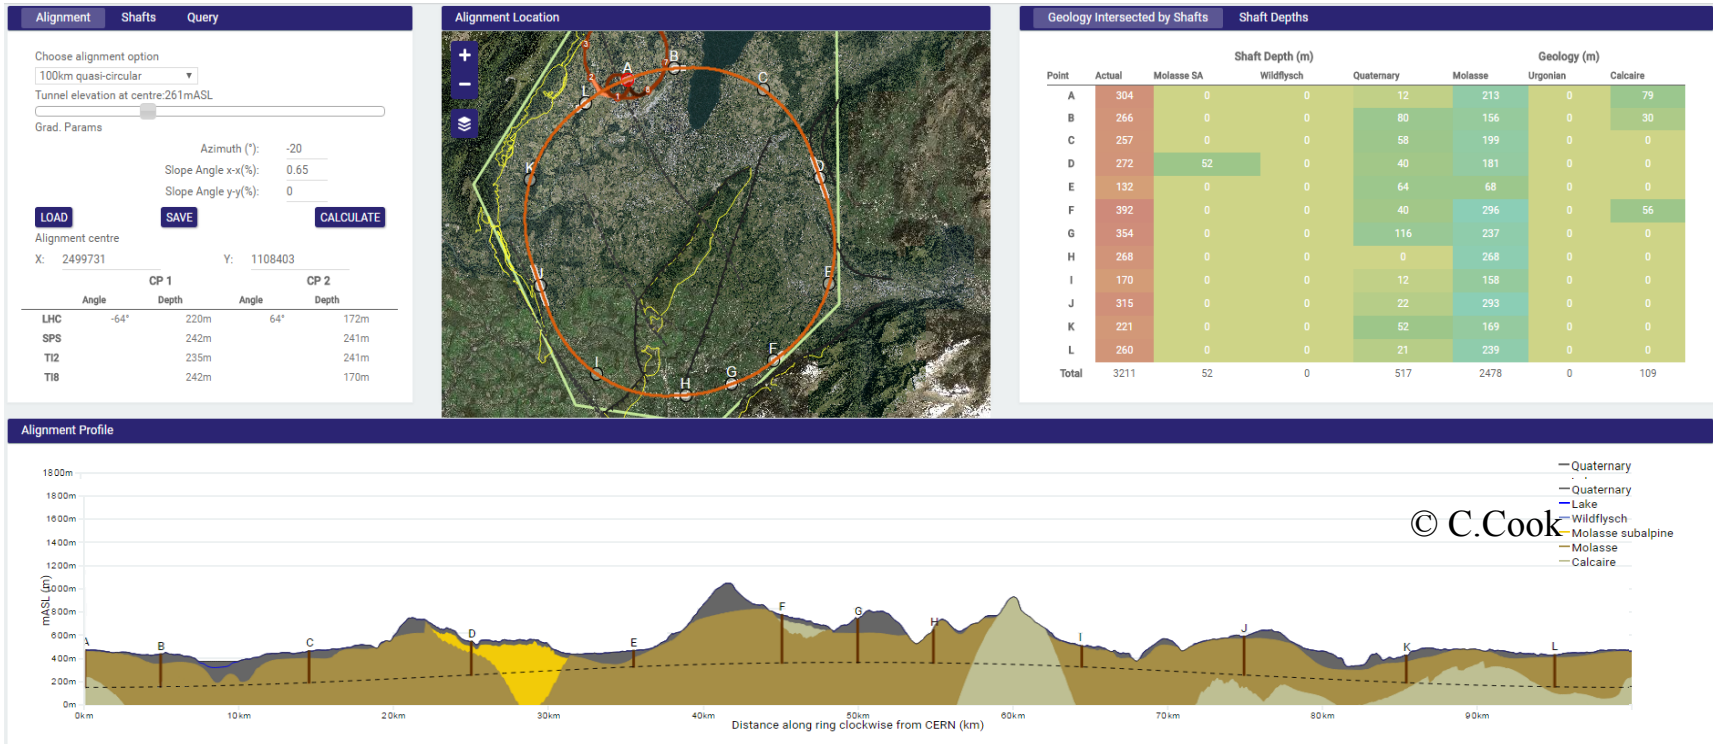 Alignment Shafts Query
Choose alignment option
100km quasi-circular
Tunnel elevation at centre:261mASL
Grad. Params
Azimuth (°): -20
Slope Angle x-x(%): 0.65
Slope Angle y-y(%): 0
LOAD SAVE CALCULATE
Alignment centre
X: 2499731 Y: 1108403
CP 1 CP 2
Angle Depth Angle Depth
LHC -64° 220m 64° 172m
SPS 242m 241m
TI2 235m 241m
TI8 242m 170m
Alignment Location
+
−
3
7
B
A
2
C
L
K
D
J
E
I
F
H
G
Geology Intersected by Shafts Shaft Depths
Shaft Depth (m) Geology (m)
Point Actual Molasse SA Wildflysch Quaternary Molasse Urgonian Calcaire
A 304 0 0 12 213 0 79
B 266 0 0 80 156 0 30
C 257 0 0 58 199 0 0
D 272 52 0 40 181 0 0
E 132 0 0 64 68 0 0
F 392 0 0 40 296 0 56
G 354 0 0 116 237 0 0
H 268 0 0 0 268 0 0
I 170 0 0 12 158 0 0
J 315 0 0 22 293 0 0
K 221 0 0 52 169 0 0
L 260 0 0 21 239 0 0
Total 3211 52 0 517 2478 0 109
Alignment Profile
1800m
1800m
1600m
1400m
1200m
1000m
800m
600m
400m
200m
0m
mASL (m)
A B C D E F G H I J K L
Quaternary
Quaternary
Lake
Wildflysch
Molasse subalpine
Molasse
Calcaire
© C.Cook
0km 10km 20km 30km 40km 50km 60km 70km 80km 90km
Distance along ring clockwise from CERN (km)